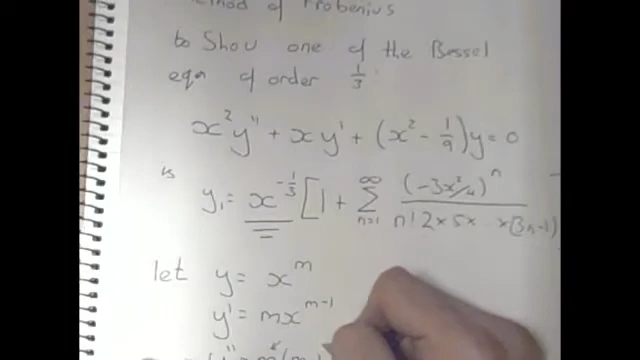 method of Frobenius
to Show one of the Bessel
eqn of order 1/3
x²y'' + xy' + (x² - 1/9)y = 0
is
y₁ = x^{-1/3} [1 + ∑_{n=1}^{∞} (-3x²/4)^n / n! 2×5× ⋯ ×(3n-1)
let y = x^m
y' = mx^{m-1}
y'' = m(m-